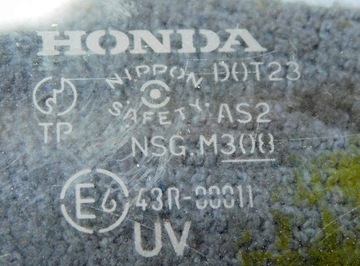 HONDA
NIPPON DOT23
SAFETY AS2
TP
NSG.M300
E6 43R-00011
UV